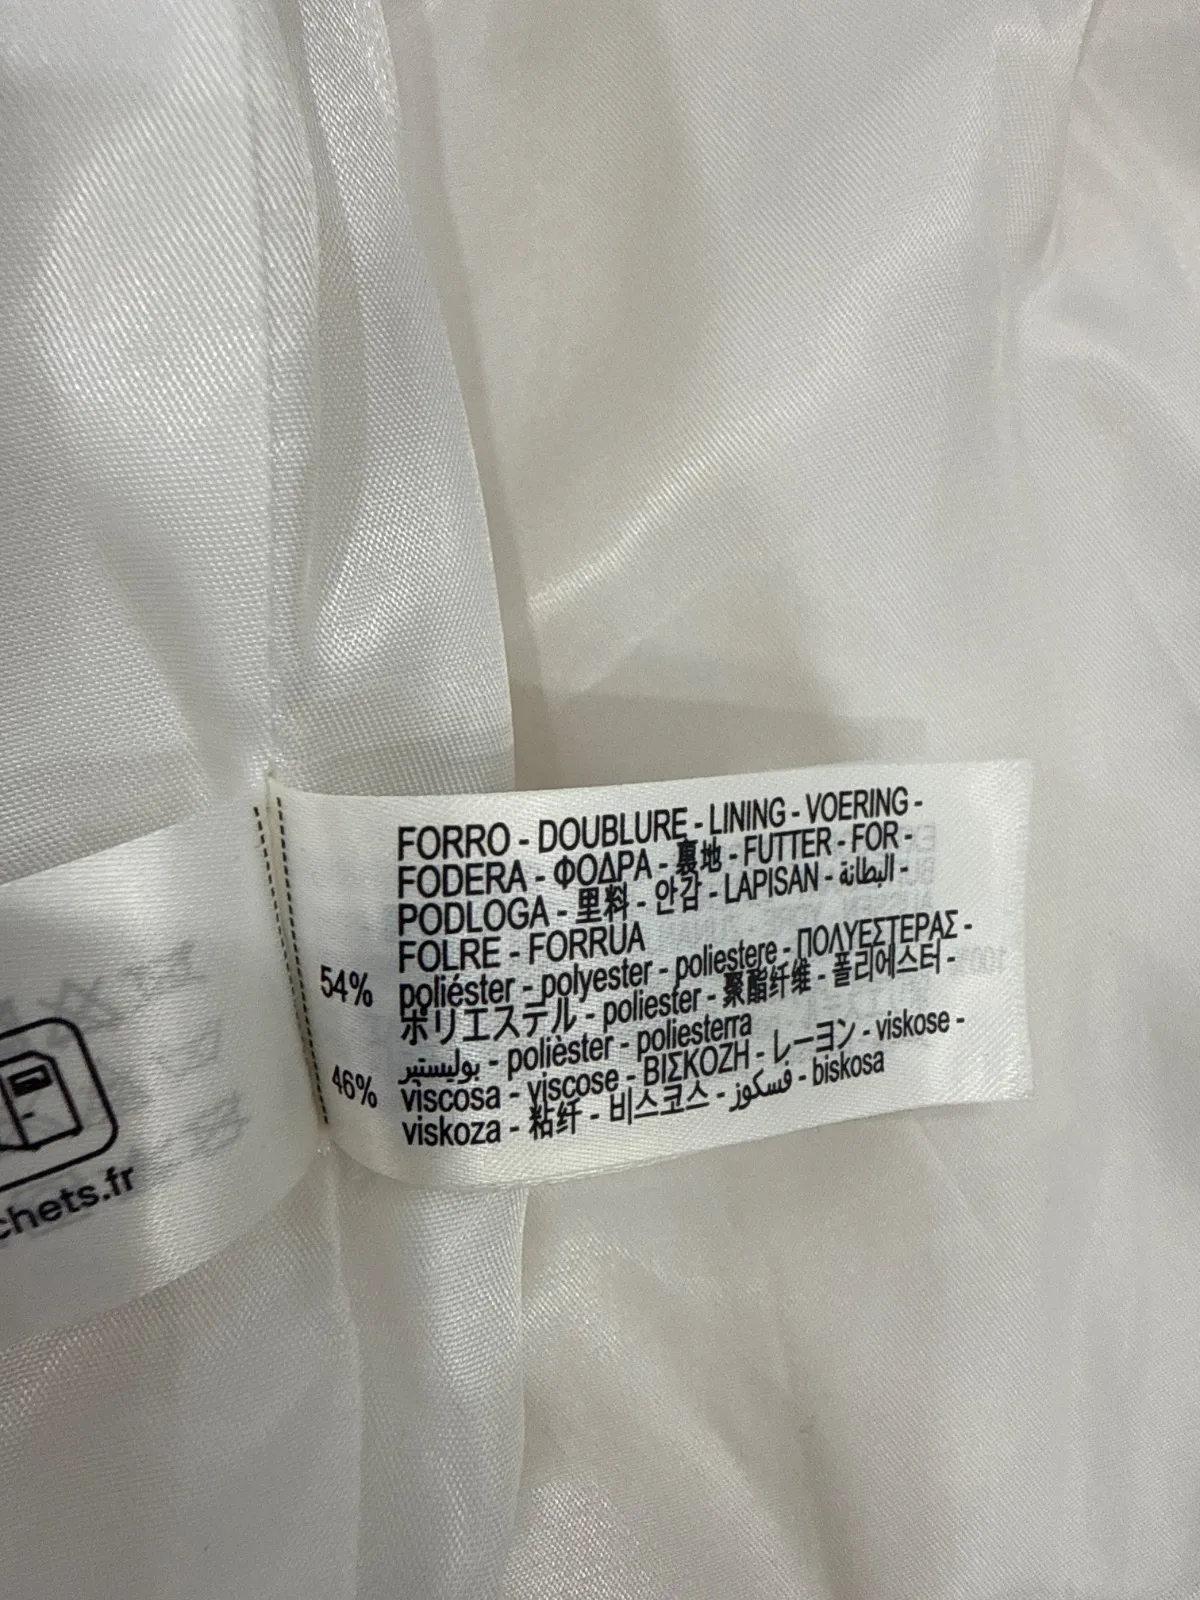 FORRO - DOUBLURE - LINING - VOERING -
FODERA - ΦΟΔΡΑ - 裏地 - FUTTER - FOR -
PODLOGA - 里料 - 안감 - LAPISAN - البطانة -
FOLRE - FORRUA
54% poliéster - polyester - poliestere - ΠΟΛΥΕΣΤΕΡΑΣ -
ポリエステル - poliester - 聚酯纤维 - 폴리에스터 -
بوليستير - polièster - poliesterra
46% viscosa - viscose - ΒΙΣΚΟΖΗ - レーヨン - viskose -
viskoza - 粘纤 - 비스코스 - فسكوز - biskosa
chets.fr